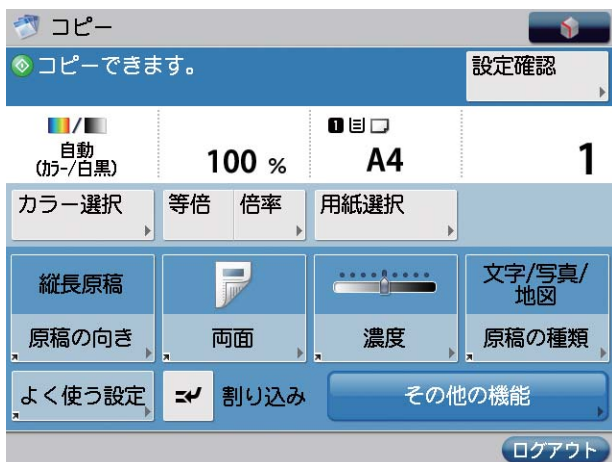 コピー
コピーできます。
設定確認
自動
(ｶﾗｰ/白黒)
100 %
1
A4
1
カラー選択
等倍
倍率
用紙選択
縦長原稿
文字/写真/
地図
原稿の向き
両面
濃度
原稿の種類
よく使う設定
割り込み
その他の機能
ログアウト